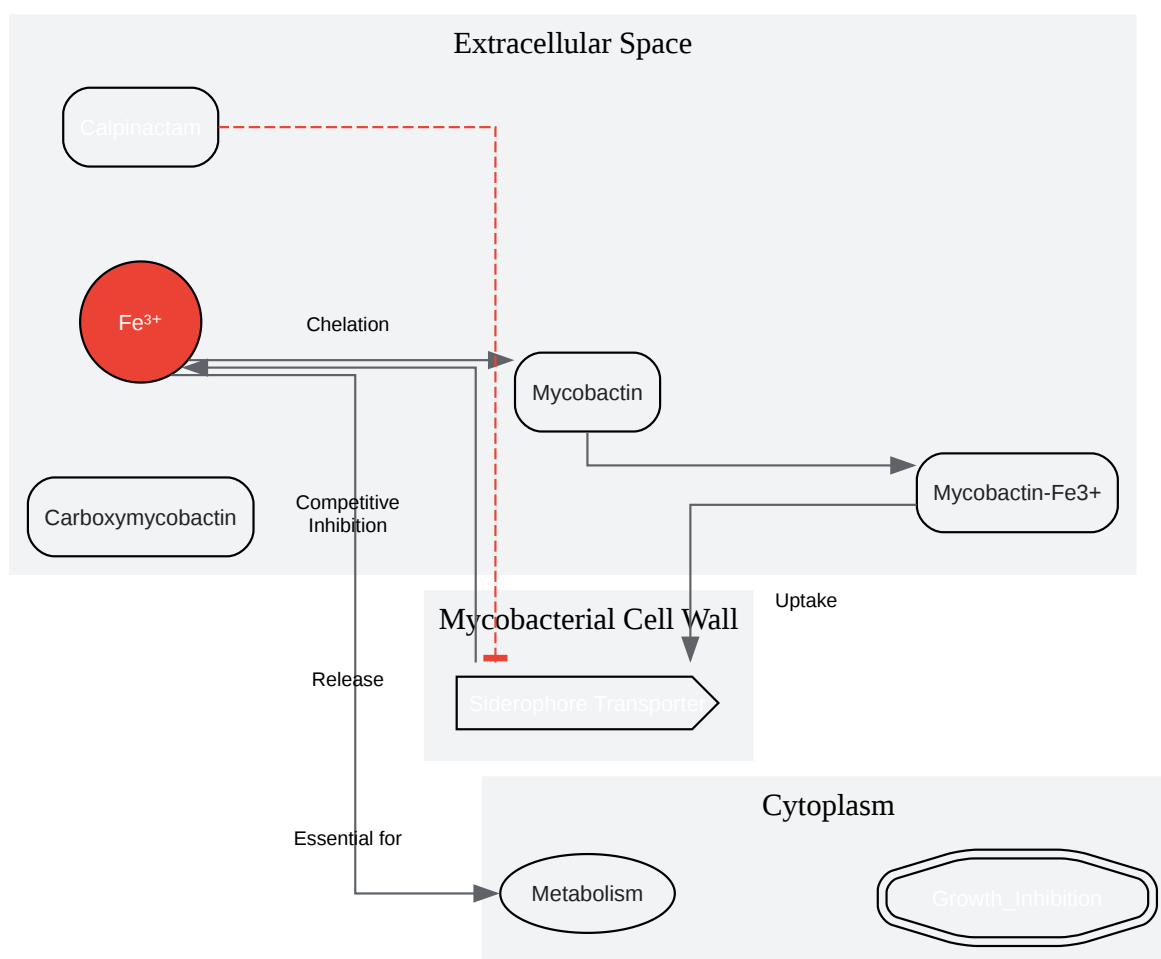 Extracellular Space
Calpinactam
Fe³⁺
Chelation
Mycobactin
Mycobactin-Fe3+
Carboxymycobactin
Competitive
Inhibition
Uptake
Mycobacterial Cell Wall
Release
Siderophore Transporter
Cytoplasm
Essential for
Metabolism
Growth_Inhibition